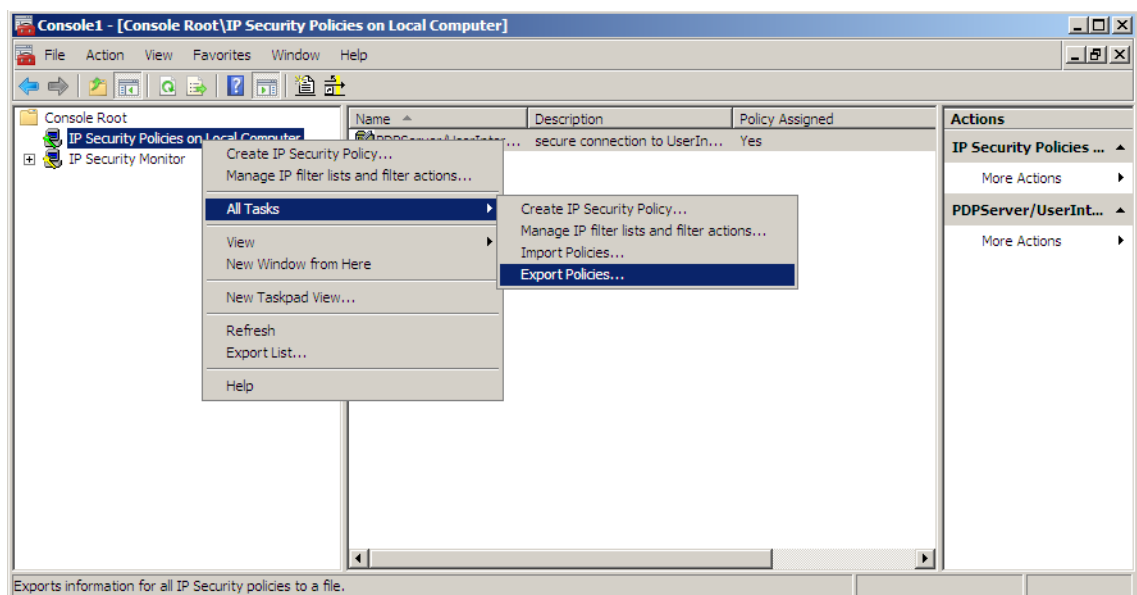 Console1 - [Console Root\IP Security Policies on Local Computer]
File Action View Favorites Window Help
Console Root
IP Security Policies on Local Computer
IP Security Monitor
Name Description Policy Assigned
PDPServer/UserInter... secure connection to UserIn... Yes
Create IP Security Policy...
Manage IP filter lists and filter actions...
All Tasks
View
New Window from Here
New Taskpad View...
Refresh
Export List...
Help
Create IP Security Policy...
Manage IP filter lists and filter actions...
Import Policies...
Export Policies...
Actions
IP Security Policies ...
More Actions
PDPServer/UserInt...
More Actions
Exports information for all IP Security policies to a file.